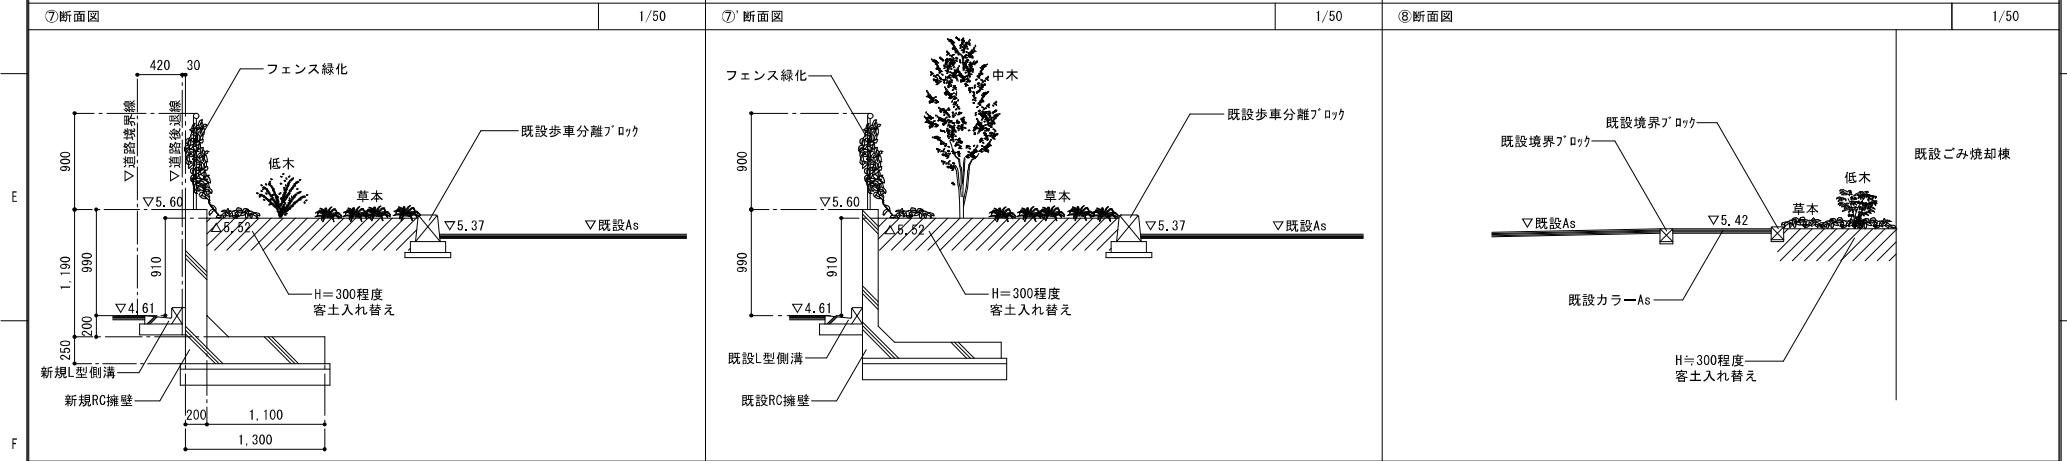 ⑦断面図
1/50
420
30
フェンス緑化
▽道路境界線
▽道路後退線
900
低木
草本
既設歩車分離ブロック
▽5.60
△5.52
▽5.37
▽既設As
1,190
990
910
H=300程度
客土入れ替え
▽4.61
200
250
新規L型側溝
新規RC擁壁
200
1,100
1,300
⑦'断面図
1/50
フェンス緑化
中木
既設歩車分離ブロック
900
草本
▽5.60
△5.52
▽5.37
▽既設As
990
910
H=300程度
客土入れ替え
▽4.61
既設L型側溝
既設RC擁壁
⑧断面図
1/50
既設境界ブロック
既設境界ブロック
既設ごみ焼却棟
低木
草本
▽既設As
▽5.42
既設カラーAs
H≒300程度
客土入れ替え
E
F